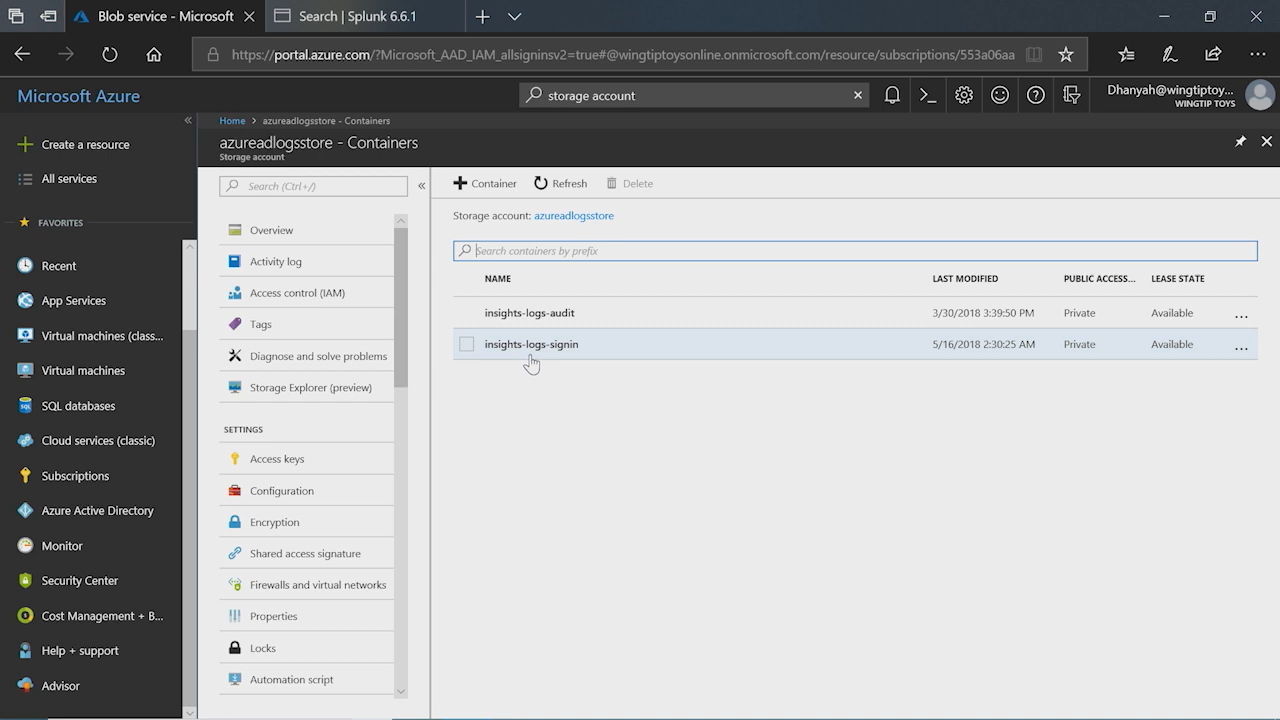 Blob service - Microsoft
Search | Splunk 6.6.1
https://portal.azure.com/?Microsoft_AAD_IAM_allsigninsv2=true#@wingtiptoysonline.onmicrosoft.com/resource/subscriptions/553a06aa
Microsoft Azure
storage account
Dhanyah@wingtiptoy...
WINGTIP TOYS
Create a resource
All services
FAVORITES
Recent
App Services
Virtual machines (class...
Virtual machines
SQL databases
Cloud services (classic)
Subscriptions
Azure Active Directory
Monitor
Security Center
Cost Management + B...
Help + support
Advisor
Home > azureadlogsstore - Containers
azureadlogsstore - Containers
Storage account
Search (Ctrl+/)
Overview
Activity log
Access control (IAM)
Tags
Diagnose and solve problems
Storage Explorer (preview)
SETTINGS
Access keys
Configuration
Encryption
Shared access signature
Firewalls and virtual networks
Properties
Locks
Automation script
Container
Refresh
Delete
Storage account: azureadlogsstore
Search containers by prefix
NAME LAST MODIFIED PUBLIC ACCESS... LEASE STATE
insights-logs-audit 3/30/2018 3:39:50 PM Private Available ...
insights-logs-signin 5/16/2018 2:30:25 AM Private Available ...